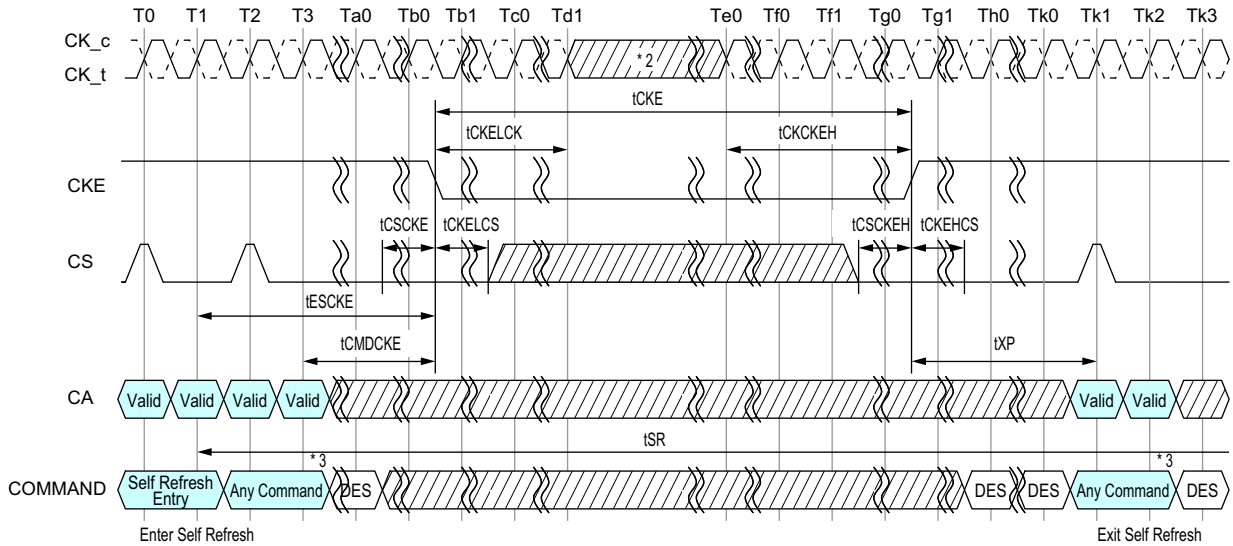 T0 T1 T2 T3 Ta0 Tb0 Tb1 Tc0 Td1 Te0 Tf0 Tf1 Tg0 Tg1 Th0 Tk0 Tk1 Tk2 Tk3
CK_c
CK_t
* 2
tCKE
tCKELCK tCKCKEH
CKE
tCSCKE tCKELCS tCSCKEH tCKEHCS
CS
tESCKE
tCMDCKE tXP
CA Valid Valid Valid Valid Valid Valid
tSR
* 3 * 3
COMMAND Self Refresh Entry Any Command DES DES DES Any Command DES
Enter Self Refresh Exit Self Refresh